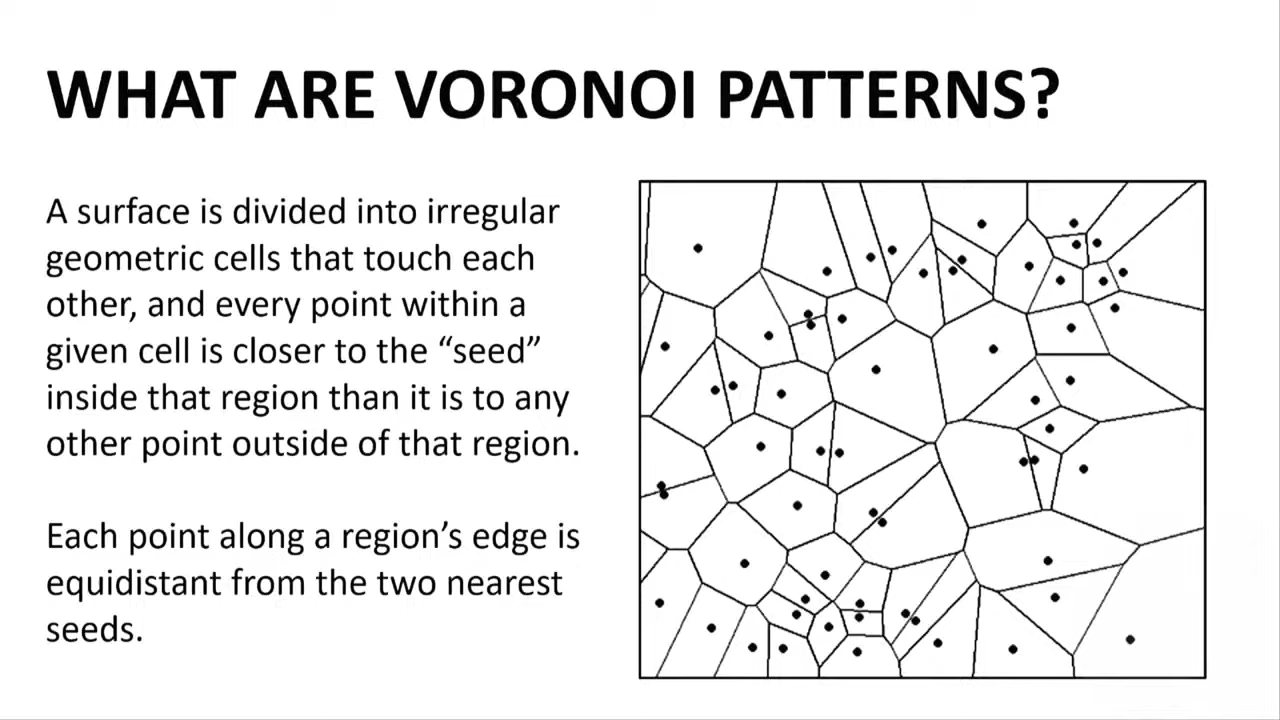 WHAT ARE VORONOI PATTERNS?
A surface is divided into irregular
geometric cells that touch each
other, and every point within a
given cell is closer to the “seed”
inside that region than it is to any
other point outside of that region.
Each point along a region’s edge is
equidistant from the two nearest
seeds.